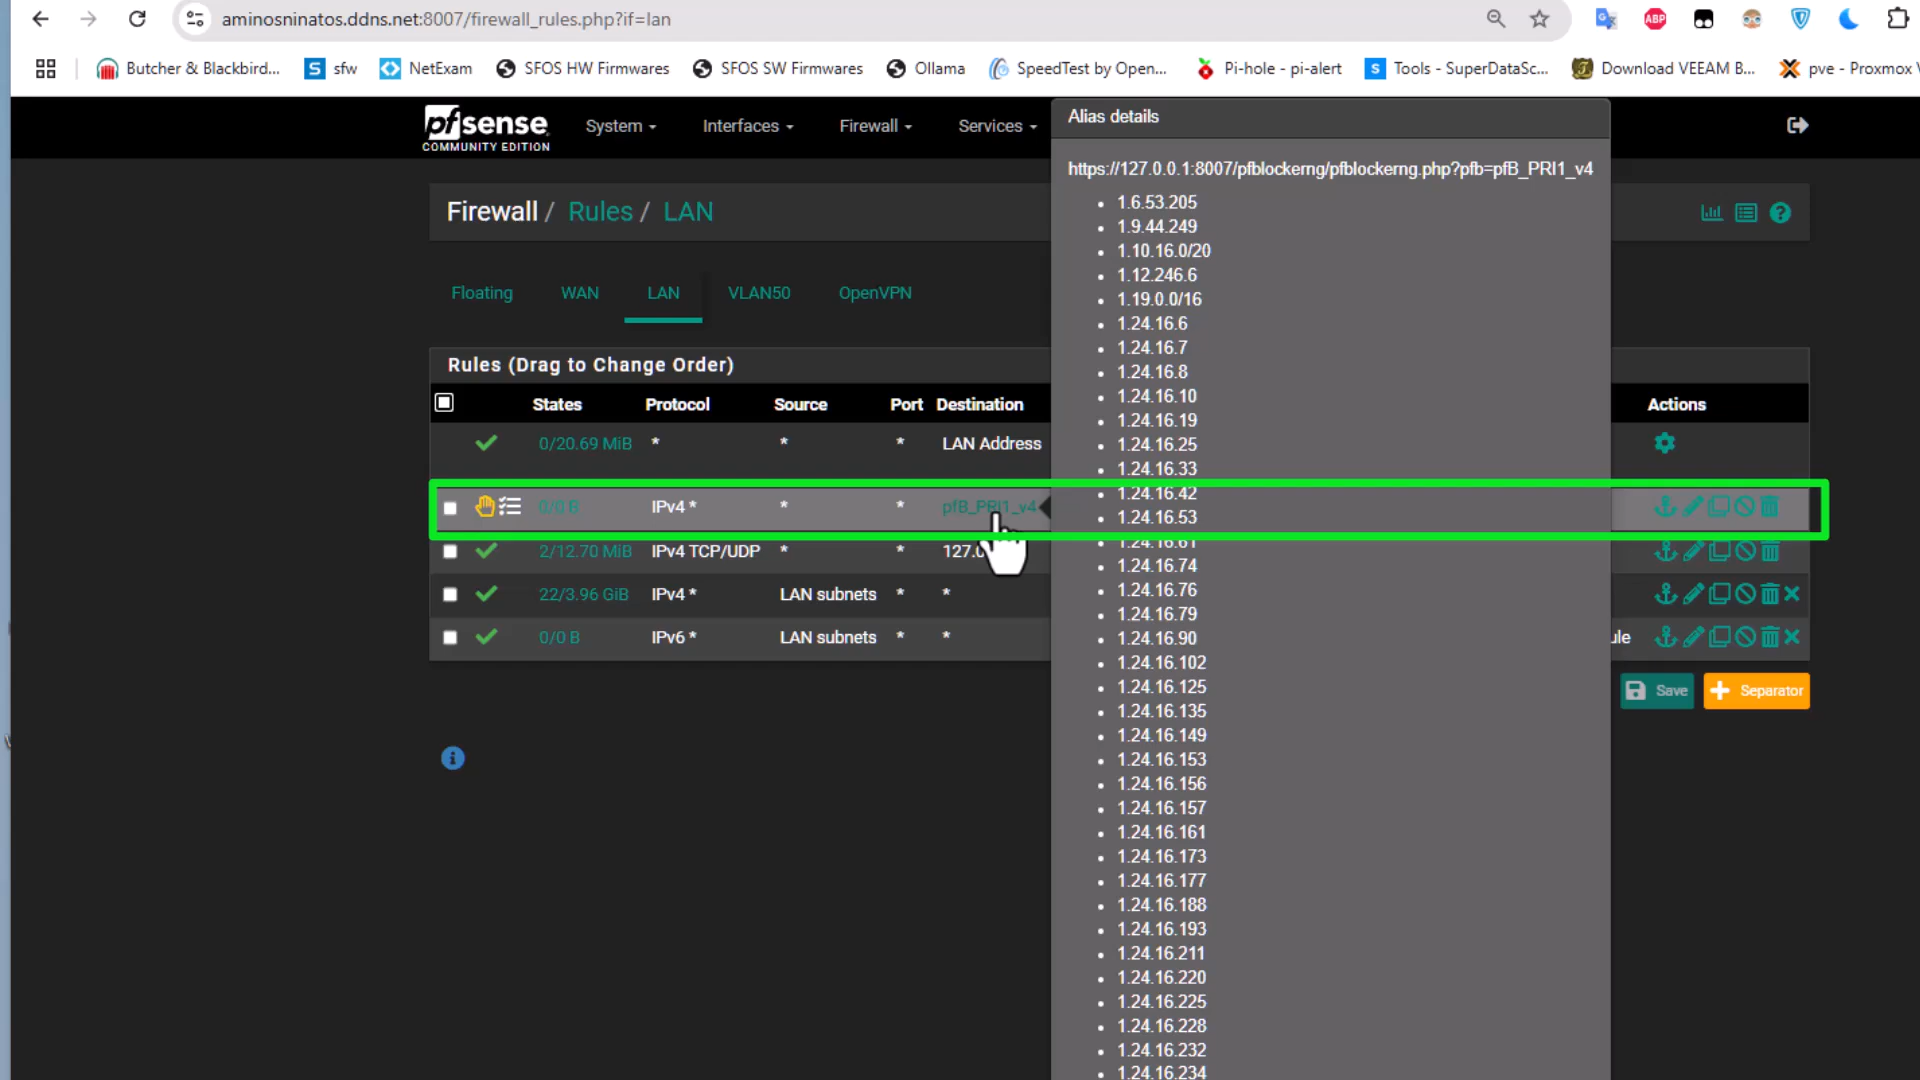 aminosninatos.ddns.net:8007/firewall_rules.php?if=lan
ABP
Butcher & Blackbird...
S sfw
NetExam
SFOS HW Firmwares
SFOS SW Firmwares
Ollama
SpeedTest by Open...
Pi-hole - pi-alert
S Tools - SuperDataSc...
Download VEEAM B...
pve - Proxmox
pfsense
COMMUNITY EDITION
System
Interfaces
Firewall
Services
Alias details
https://127.0.0.1:8007/pfblockerng/pfblockerng.php?pfb=pfB_PRI1_v4
1.6.53.205
1.9.44.249
1.10.16.0/20
1.12.246.6
1.19.0.0/16
1.24.16.6
1.24.16.7
1.24.16.8
1.24.16.10
1.24.16.19
1.24.16.25
1.24.16.33
1.24.16.42
1.24.16.53
1.24.16.61
1.24.16.74
1.24.16.76
1.24.16.79
1.24.16.90
1.24.16.102
1.24.16.125
1.24.16.135
1.24.16.149
1.24.16.153
1.24.16.156
1.24.16.157
1.24.16.161
1.24.16.173
1.24.16.177
1.24.16.188
1.24.16.193
1.24.16.211
1.24.16.220
1.24.16.225
1.24.16.228
1.24.16.232
1.24.16.234
Firewall / Rules / LAN
Floating
WAN
LAN
VLAN50
OpenVPN
Rules (Drag to Change Order)
States Protocol Source Port Destination Actions
0/20.69 MiB * * * LAN Address
0/0 B IPv4 * * * pfB_PRI1_v4
2/12.70 MiB IPv4 TCP/UDP * * 127.0
22/3.96 GiB IPv4 * LAN subnets * *
0/0 B IPv6 * LAN subnets * * ule
Save
Separator